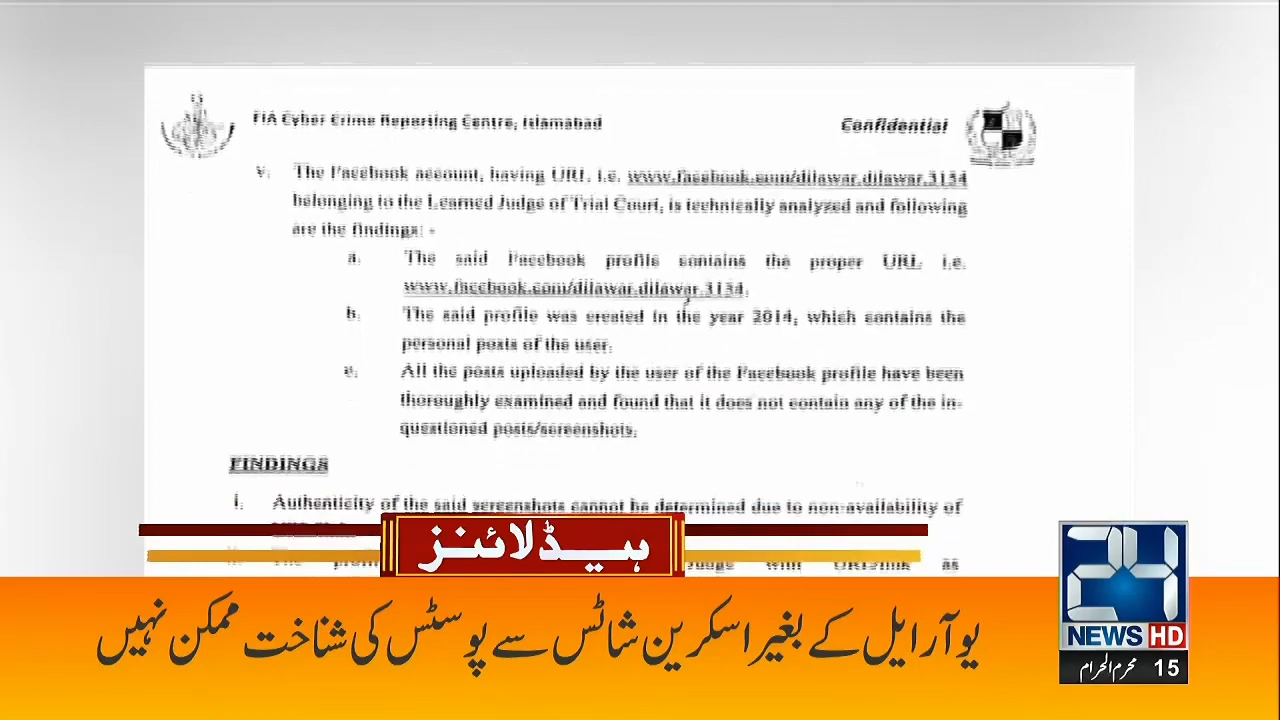 FIA Cyber Crime Reporting Centre, Islamabad
Confidential
v. The Facebook account, having URL i.e. www.facebook.com/dilawar.dilawar.3134
belonging to the Learned Judge of Trial Court, is technically analyzed and following
are the findings: -
a. The said Facebook profile contains the proper URL i.e.
www.facebook.com/dilawar.dilawar.3134.
b. The said profile was created in the year 2014, which contains the
personal posts of the user.
c. All the posts uploaded by the user of the Facebook profile have been
thoroughly examined and found that it does not contain any of the in-
questioned posts/screenshots.
FINDINGS
i. Authenticity of the said screenshots cannot be determined due to non-availability of
ہیڈلائنز
یو آر ایل کے بغیر اسکرین شاٹس سے پوسٹس کی شناخت ممکن نہیں
24
NEWS HD
15 محرم الحرام